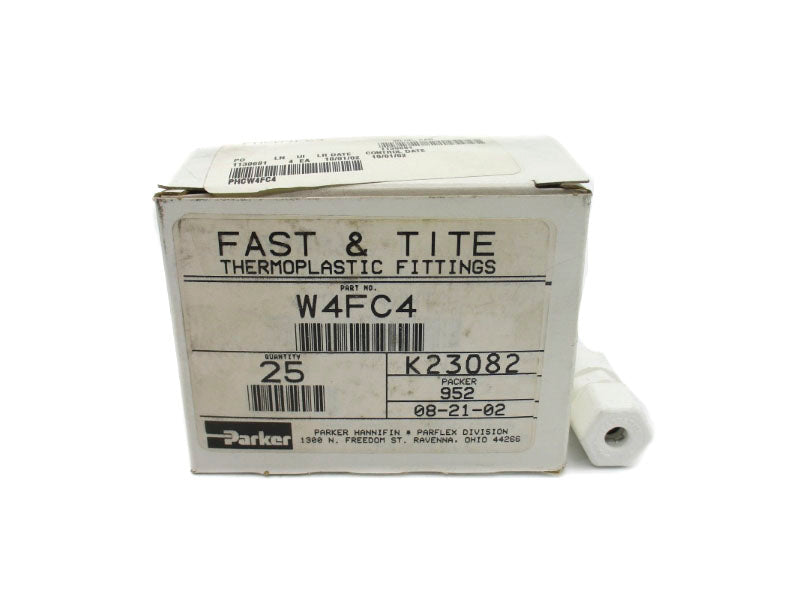 1130691
PO LN UI LR DATE CONTROL DATE
1130691 4 EA 10/01/02 10/01/02
PHCW4FC4
FAST & TITE
THERMOPLASTIC FITTINGS
PART NO.
W4FC4
QUANTITY
25
K23082
PACKER
952
08-21-02
Parker
PARKER HANNIFIN * PARFLEX DIVISION
1300 N. FREEDOM ST. RAVENNA, OHIO 44266